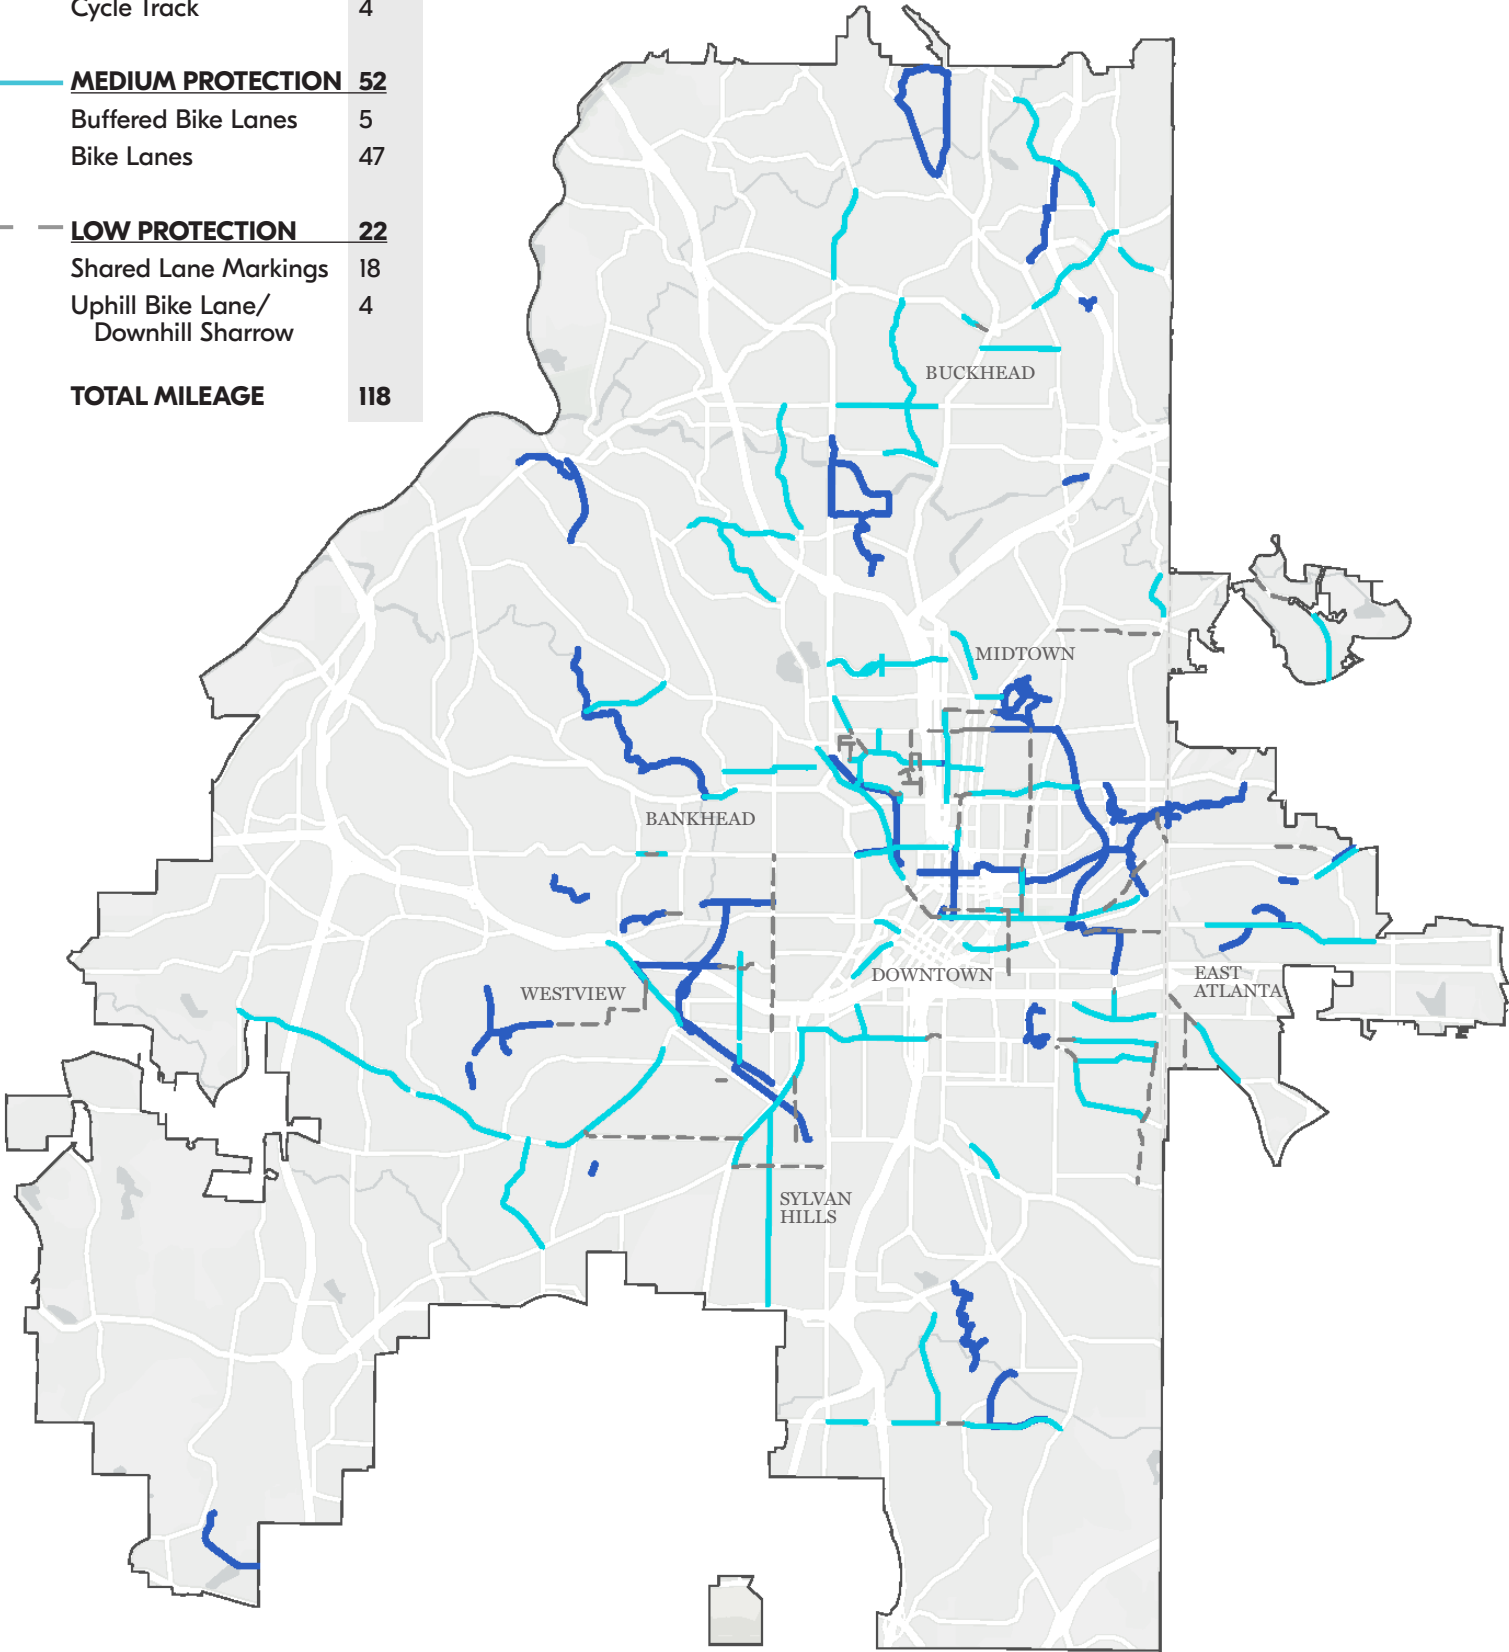 Cycle Track 4
MEDIUM PROTECTION 52
Buffered Bike Lanes 5
Bike Lanes 47
LOW PROTECTION 22
Shared Lane Markings 18
Uphill Bike Lane/ 4
Downhill Sharrow
TOTAL MILEAGE 118
BUCKHEAD
MIDTOWN
BANKHEAD
DOWNTOWN
EAST
ATLANTA
WESTVIEW
SYLVAN
HILLS